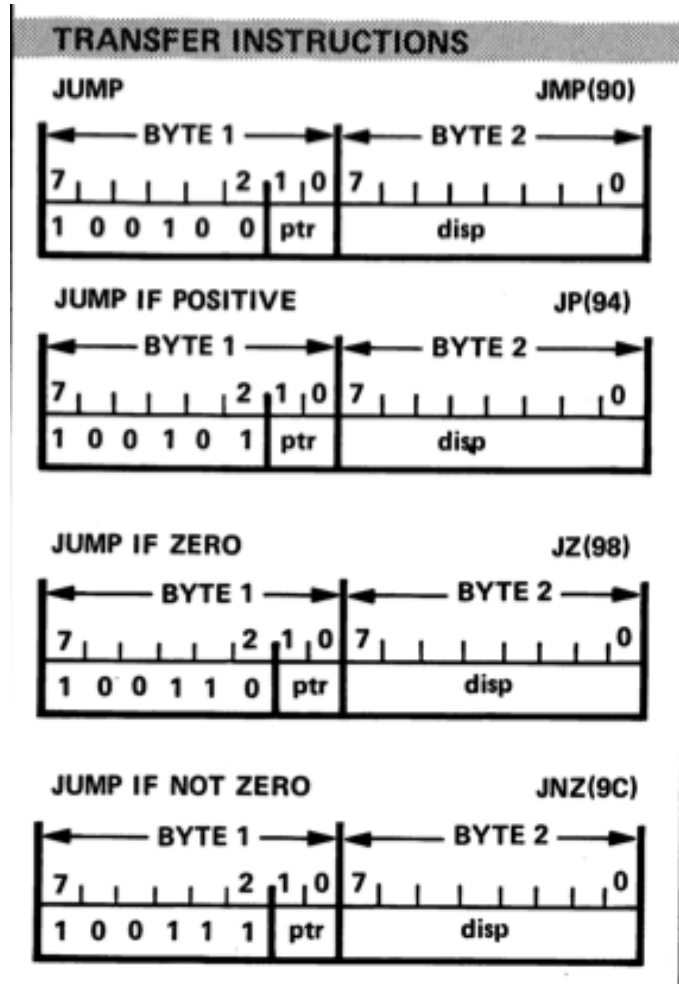 TRANSFER INSTRUCTIONS
JUMP JMP(90)
BYTE 1 BYTE 2
7 2 1 0 7 0
1 0 0 1 0 0 ptr disp
JUMP IF POSITIVE JP(94)
BYTE 1 BYTE 2
7 2 1 0 7 0
1 0 0 1 0 1 ptr disp
JUMP IF ZERO JZ(98)
BYTE 1 BYTE 2
7 2 1 0 7 0
1 0 0 1 1 0 ptr disp
JUMP IF NOT ZERO JNZ(9C)
BYTE 1 BYTE 2
7 2 1 0 7 0
1 0 0 1 1 1 ptr disp